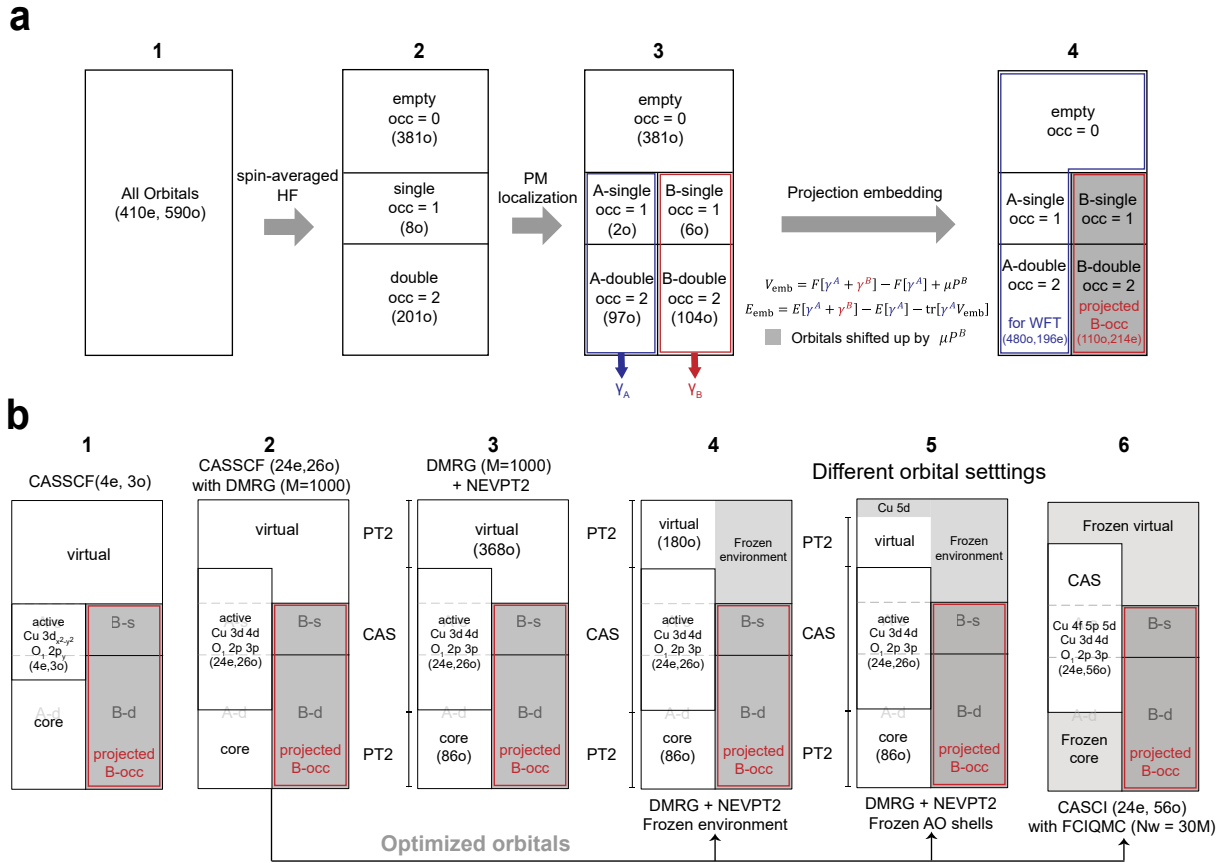 a
1
2
3
4
All Orbitals
(410e, 590o)
spin-averaged
HF
empty
occ = 0
(381o)
single
occ = 1
(8o)
double
occ = 2
(201o)
PM
localization
empty
occ = 0
(381o)
A-single
occ = 1
(2o)
B-single
occ = 1
(6o)
A-double
occ = 2
(97o)
B-double
occ = 2
(104o)
γA
γB
Projection embedding
Vemb = F[γ^A + γ^B] − F[γ^A] + μP^B
Eemb = E[γ^A + γ^B] − E[γ^A] − tr[γ^A Vemb]
Orbitals shifted up by μP^B
empty
occ = 0
A-single
occ = 1
B-single
occ = 1
A-double
occ = 2
B-double
occ = 2
for WFT
(480o,196e)
projected
B-occ
(110o,214e)
b
1
CASSCF(4e, 3o)
virtual
active
Cu 3dx²-y²
O₁ 2py
(4e,3o)
A-d
core
B-s
B-d
projected
B-occ
2
CASSCF (24e,26o)
with DMRG (M=1000)
virtual
active
Cu 3d 4d
O₁ 2p 3p
(24e,26o)
A-d
core
B-s
B-d
projected
B-occ
3
DMRG (M=1000)
+ NEVPT2
PT2
CAS
PT2
virtual
(368o)
active
Cu 3d 4d
O₁ 2p 3p
(24e,26o)
A-d
core
(86o)
B-s
B-d
projected
B-occ
Different orbital setttings
4
PT2
CAS
PT2
virtual
(180o)
Frozen
environment
active
Cu 3d 4d
O₁ 2p 3p
(24e,26o)
A-d
core
(86o)
B-s
B-d
projected
B-occ
DMRG + NEVPT2
Frozen environment
5
PT2
CAS
PT2
Cu 5d
virtual
Frozen
environment
active
Cu 3d 4d
O₁ 2p 3p
(24e,26o)
A-d
core
(86o)
B-s
B-d
projected
B-occ
DMRG + NEVPT2
Frozen AO shells
6
Frozen virtual
CAS
Cu 4f 5p 5d
Cu 3d 4d
O₁ 2p 3p
(24e,56o)
A-d
Frozen
core
B-s
B-d
projected
B-occ
CASCI (24e, 56o)
with FCIQMC (Nw = 30M)
Optimized orbitals